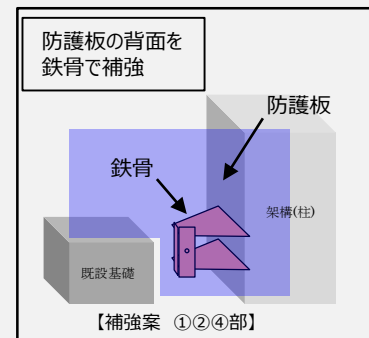 防護板の背面を
鉄骨で補強
防護板
鉄骨
架構(柱)
既設基礎
【補強案 ①②④部】